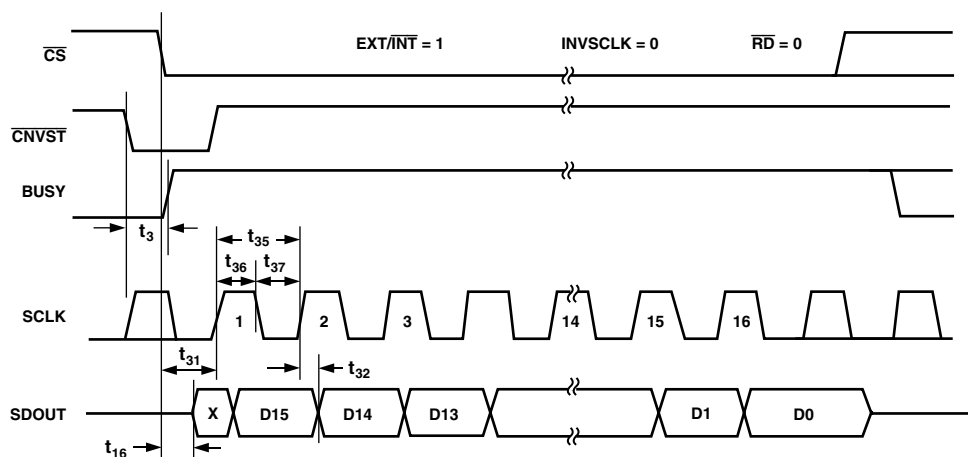 EXT/INT = 1 INVSCLK = 0 RD = 0
CS
CNVST
BUSY
t3
t35
t36 t37
SCLK
1 2 3 14 15 16
t31
t32
SDOUT
X D15 D14 D13 D1 D0
t16